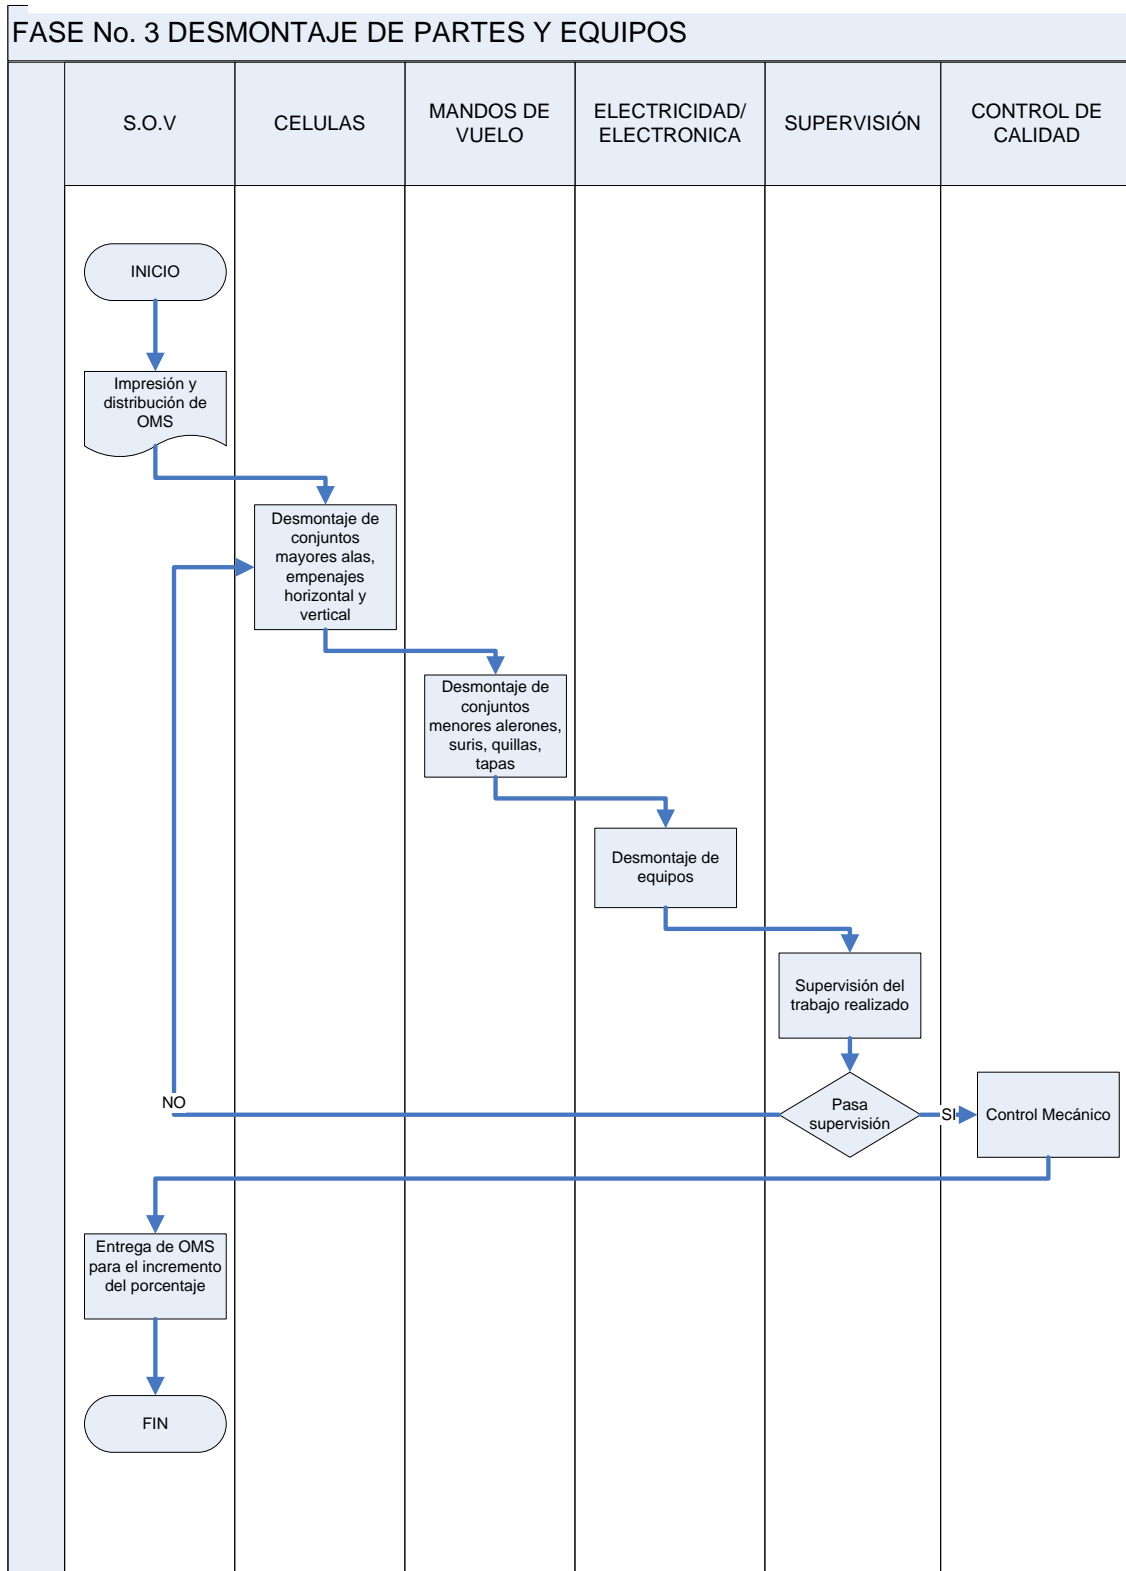 FASE No. 3 DESMONTAJE DE PARTES Y EQUIPOS
S.O.V
CELULAS
MANDOS DE
VUELO
ELECTRICIDAD/
ELECTRONICA
SUPERVISIÓN
CONTROL DE
CALIDAD
INICIO
Impresión y
distribución de
OMS
Desmontaje de
conjuntos
mayores alas,
empenajes
horizontal y
vertical
Desmontaje de
conjuntos
menores alerones,
suris, quillas,
tapas
Desmontaje de
equipos
Supervisión del
trabajo realizado
Pasa
supervisión
NO
SI
Control Mecánico
Entrega de OMS
para el incremento
del porcentaje
FIN